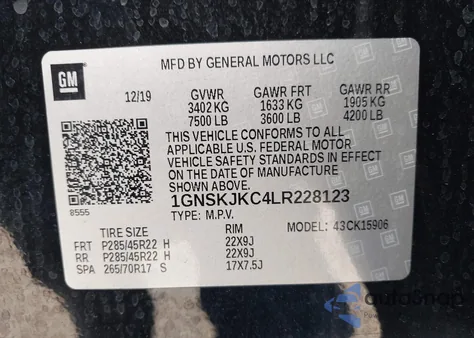 MFD BY GENERAL MOTORS LLC
GM
12/19 GVWR GAWR FRT GAWR RR
3402 KG 1633 KG 1905 KG
7500 LB 3600 LB 4200 LB
THIS VEHICLE CONFORMS TO ALL
APPLICABLE U.S. FEDERAL MOTOR
VEHICLE SAFETY STANDARDS IN EFFECT
ON THE DATE OF MANUFACTURE SHOWN
ABOVE.
1GNSKJKC4LR228123
8555
TYPE: M.P.V. MODEL: 43CK15906
TIRE SIZE RIM
FRT P285/45R22 H 22X9J
RR P285/45R22 H 22X9J
SPA 265/70R17 S 17X7.5J
autosnap